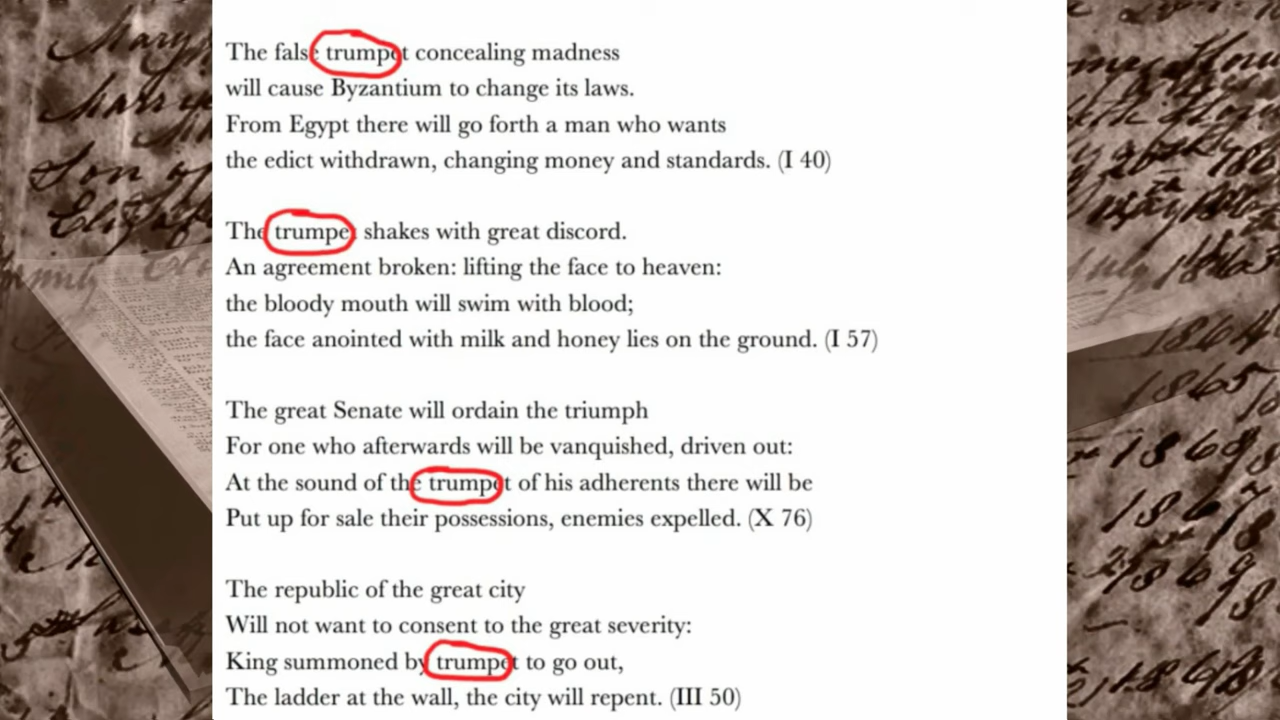 The false trumpet concealing madness
will cause Byzantium to change its laws.
From Egypt there will go forth a man who wants
the edict withdrawn, changing money and standards. (I 40)
The trumpet shakes with great discord.
An agreement broken: lifting the face to heaven:
the bloody mouth will swim with blood;
the face anointed with milk and honey lies on the ground. (I 57)
The great Senate will ordain the triumph
For one who afterwards will be vanquished, driven out:
At the sound of the trumpet of his adherents there will be
Put up for sale their possessions, enemies expelled. (X 76)
The republic of the great city
Will not want to consent to the great severity:
King summoned by trumpet to go out,
The ladder at the wall, the city will repent. (III 50)
Mary
Son of
1864
1865
1868